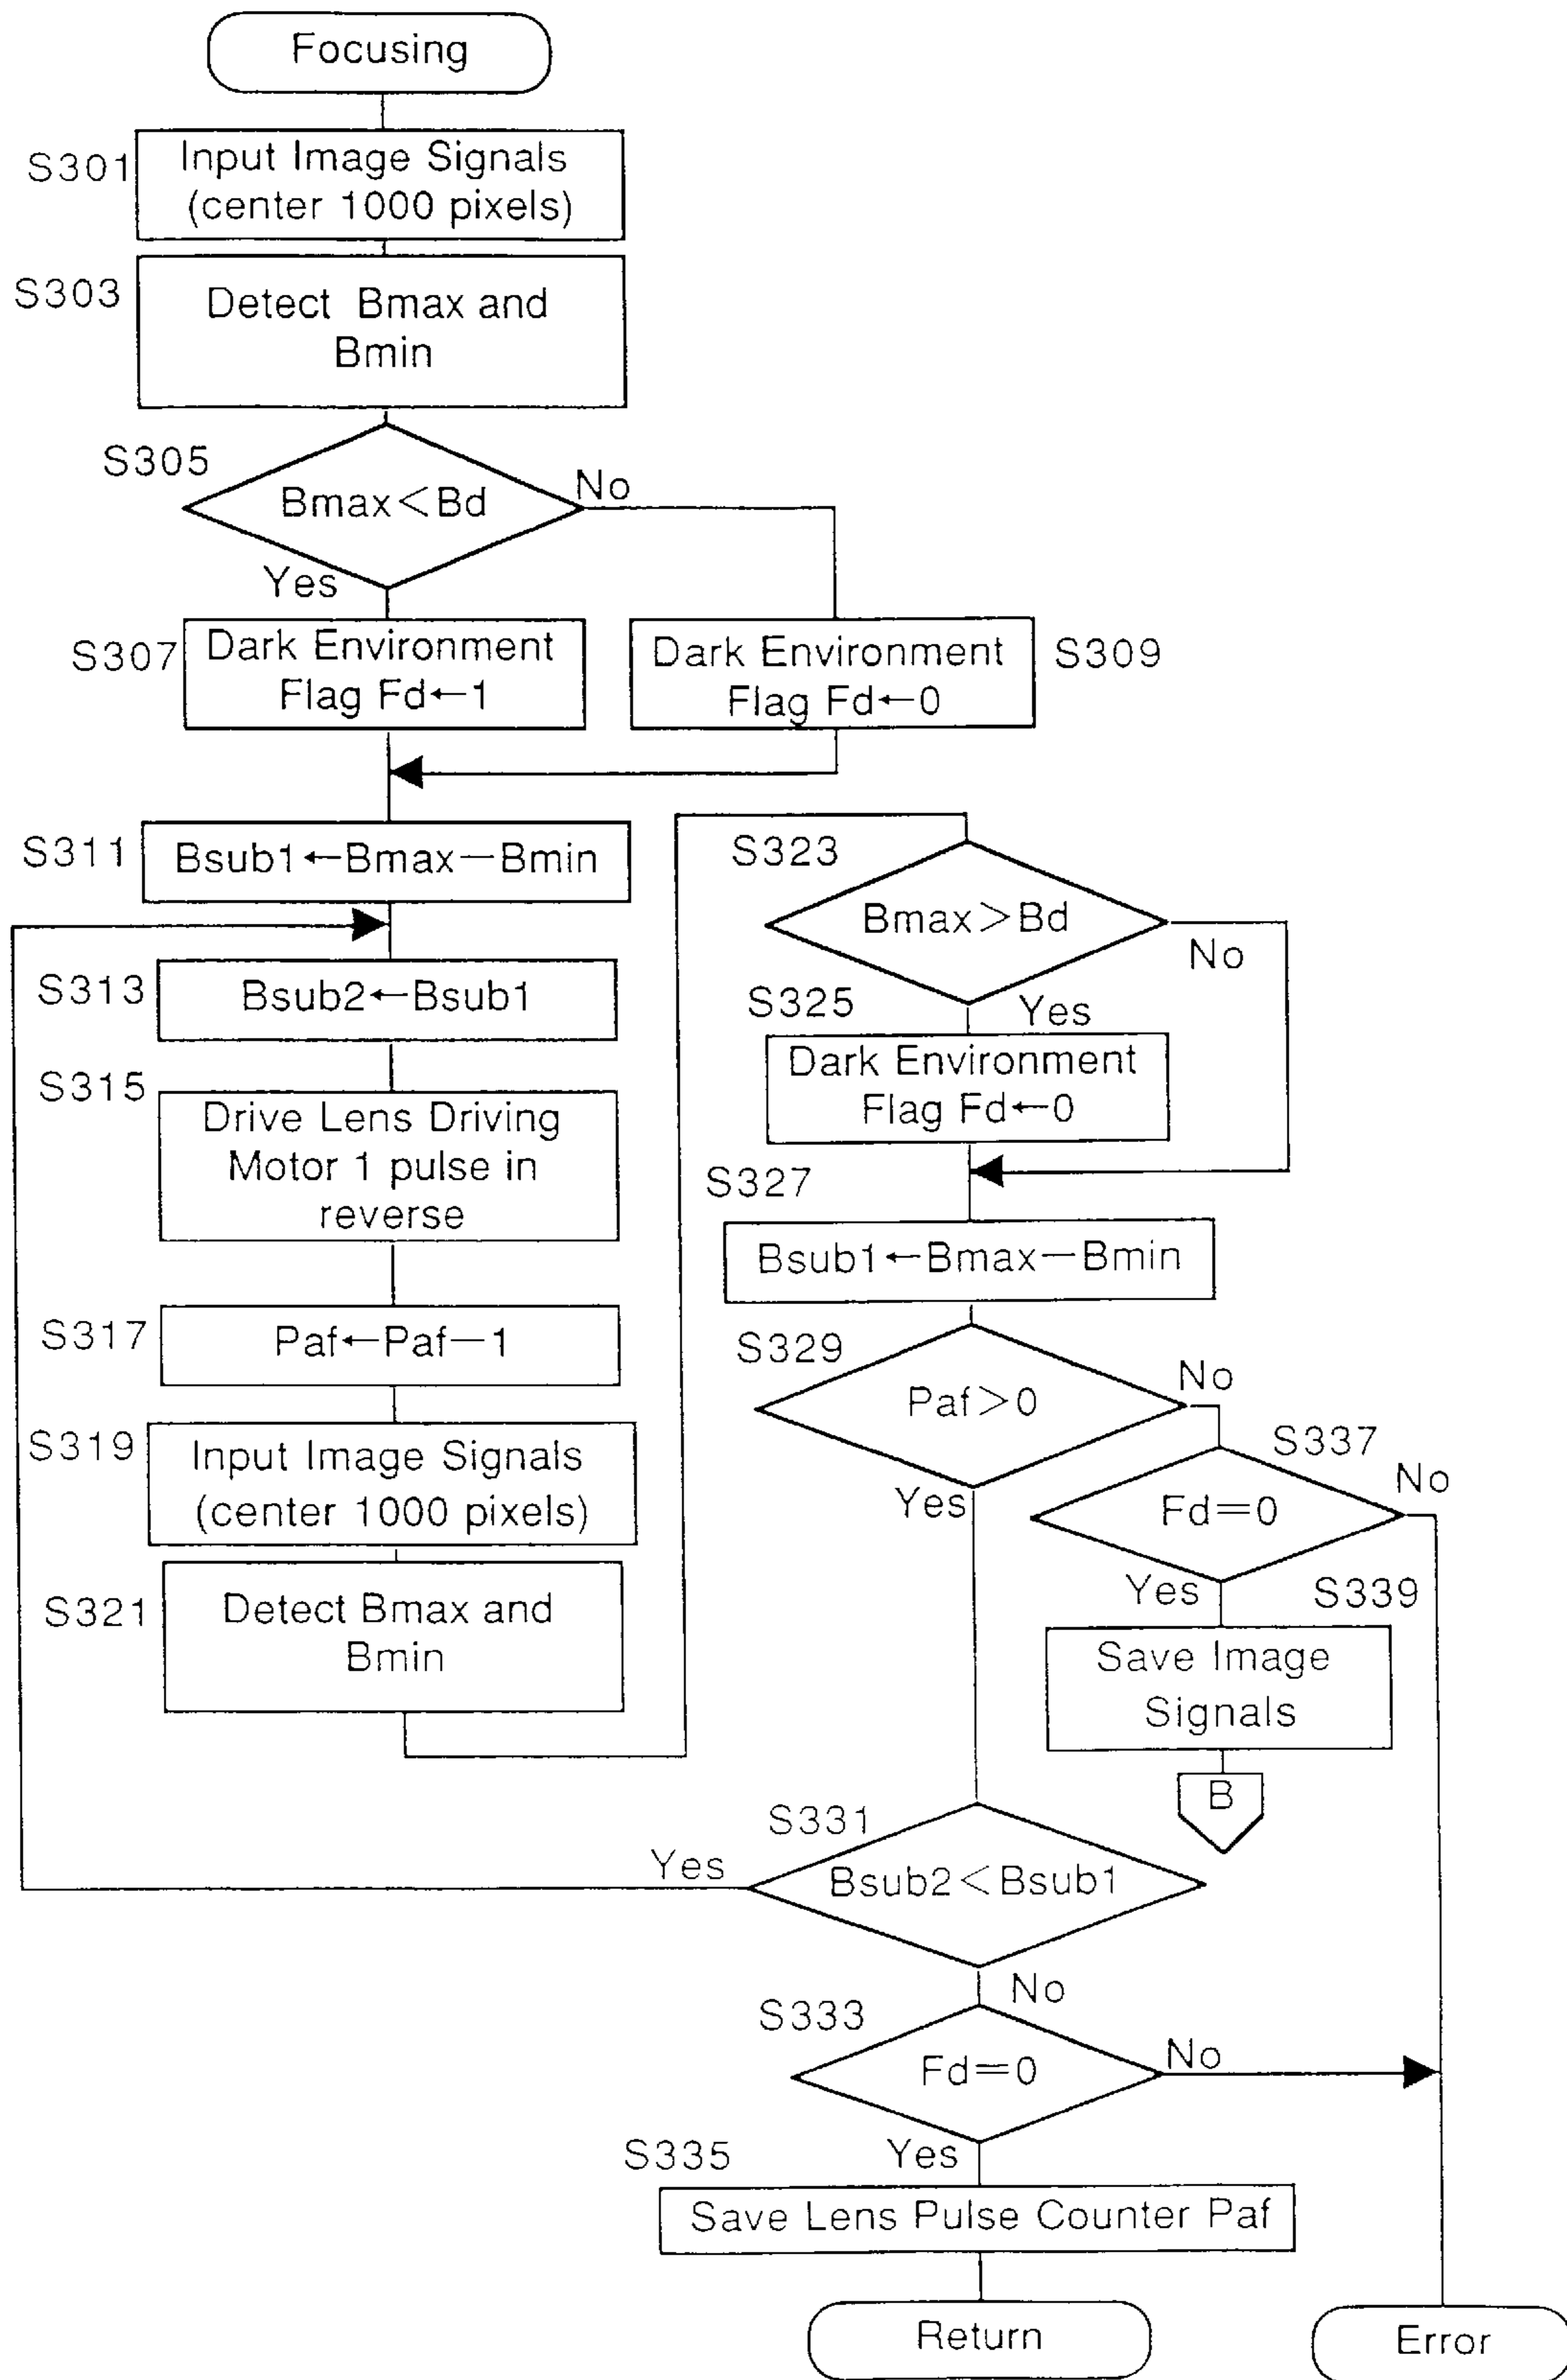 Focusing
S301
Input Image Signals
(center 1000 pixels)
S303
Detect Bmax and
Bmin
S305
Bmax<Bd
No
Yes
S307
Dark Environment
Flag Fd←1
Dark Environment
Flag Fd←0
S309
S311
Bsub1←Bmax−Bmin
S313
Bsub2←Bsub1
S315
Drive Lens Driving
Motor 1 pulse in
reverse
S317
Paf←Paf−1
S319
Input Image Signals
(center 1000 pixels)
S321
Detect Bmax and
Bmin
S323
Bmax>Bd
No
Yes
S325
Dark Environment
Flag Fd←0
S327
Bsub1←Bmax−Bmin
S329
Paf>0
No
Yes
S337
Fd=0
No
Yes
S339
Save Image
Signals
B
S331
Bsub2<Bsub1
Yes
No
S333
Fd=0
No
Yes
S335
Save Lens Pulse Counter Paf
Return
Error